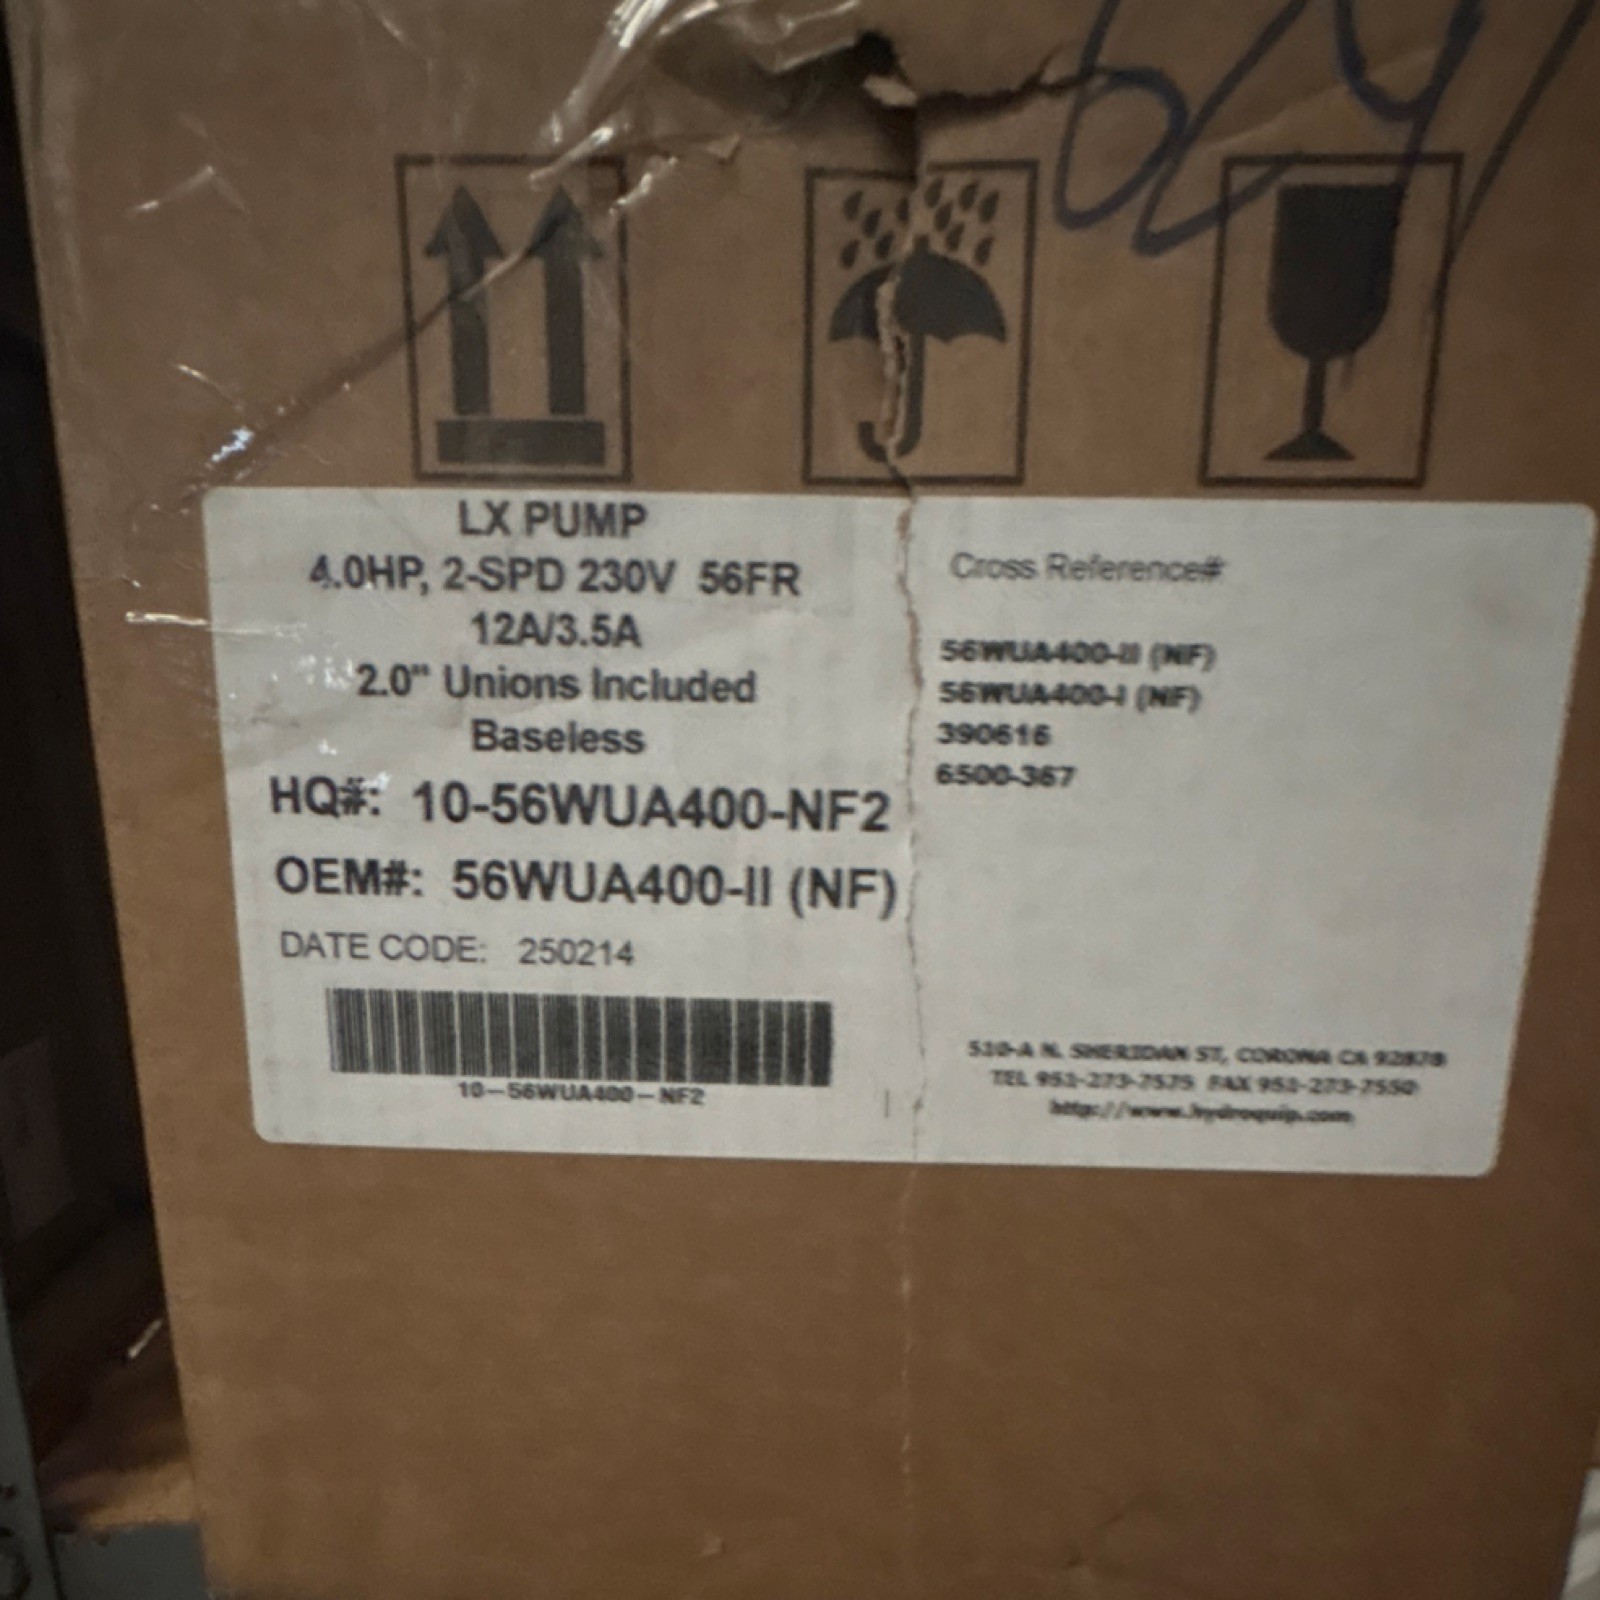 LX PUMP
4.0HP, 2-SPD 230V 56FR
12A/3.5A
2.0" Unions Included
Baseless
HQ#: 10-56WUA400-NF2
OEM#: 56WUA400-II (NF)
DATE CODE: 250214
10-56WUA400-NF2
Cross Reference#
56WUA400-II (NF)
56WUA400-I (NF)
390616
6500-367
510-A N. SHERIDAN ST, CORONA CA 92878
TEL 951-273-7575 FAX 951-273-7550
http://www.hydroquip.com